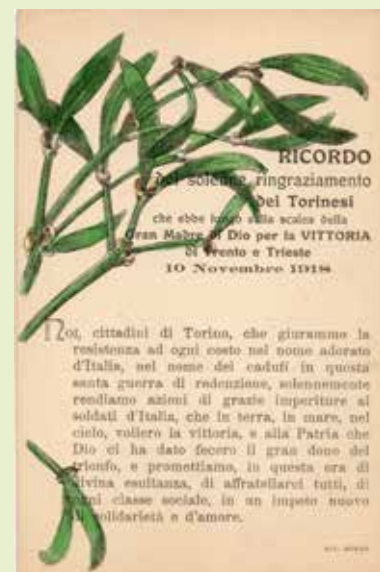 RICORDO
del solenne ringraziamento
dei Torinesi
che ebbe luogo sulla scalea della
Gran Madre di Dio per la VITTORIA
di Trento e Trieste
10 Novembre 1918
Noi, cittadini di Torino, che giurammo la
resistenza ad ogni costo nel nome adorato
d'Italia, nel nome dei caduti in questa
santa guerra di redenzione, solennemente
rendiamo azioni di grazie imperiture ai
soldati d'Italia, che in terra, in mare, nel
cielo, vollero la vittoria, e alla Patria che
Dio ci ha dato fecero il gran dono del
trionfo, e promettiamo, in questa ora di
divina esultanza, di affratellarci tutti, di
ogni classe sociale, in un impeto nuovo
di solidarietà e d'amore.